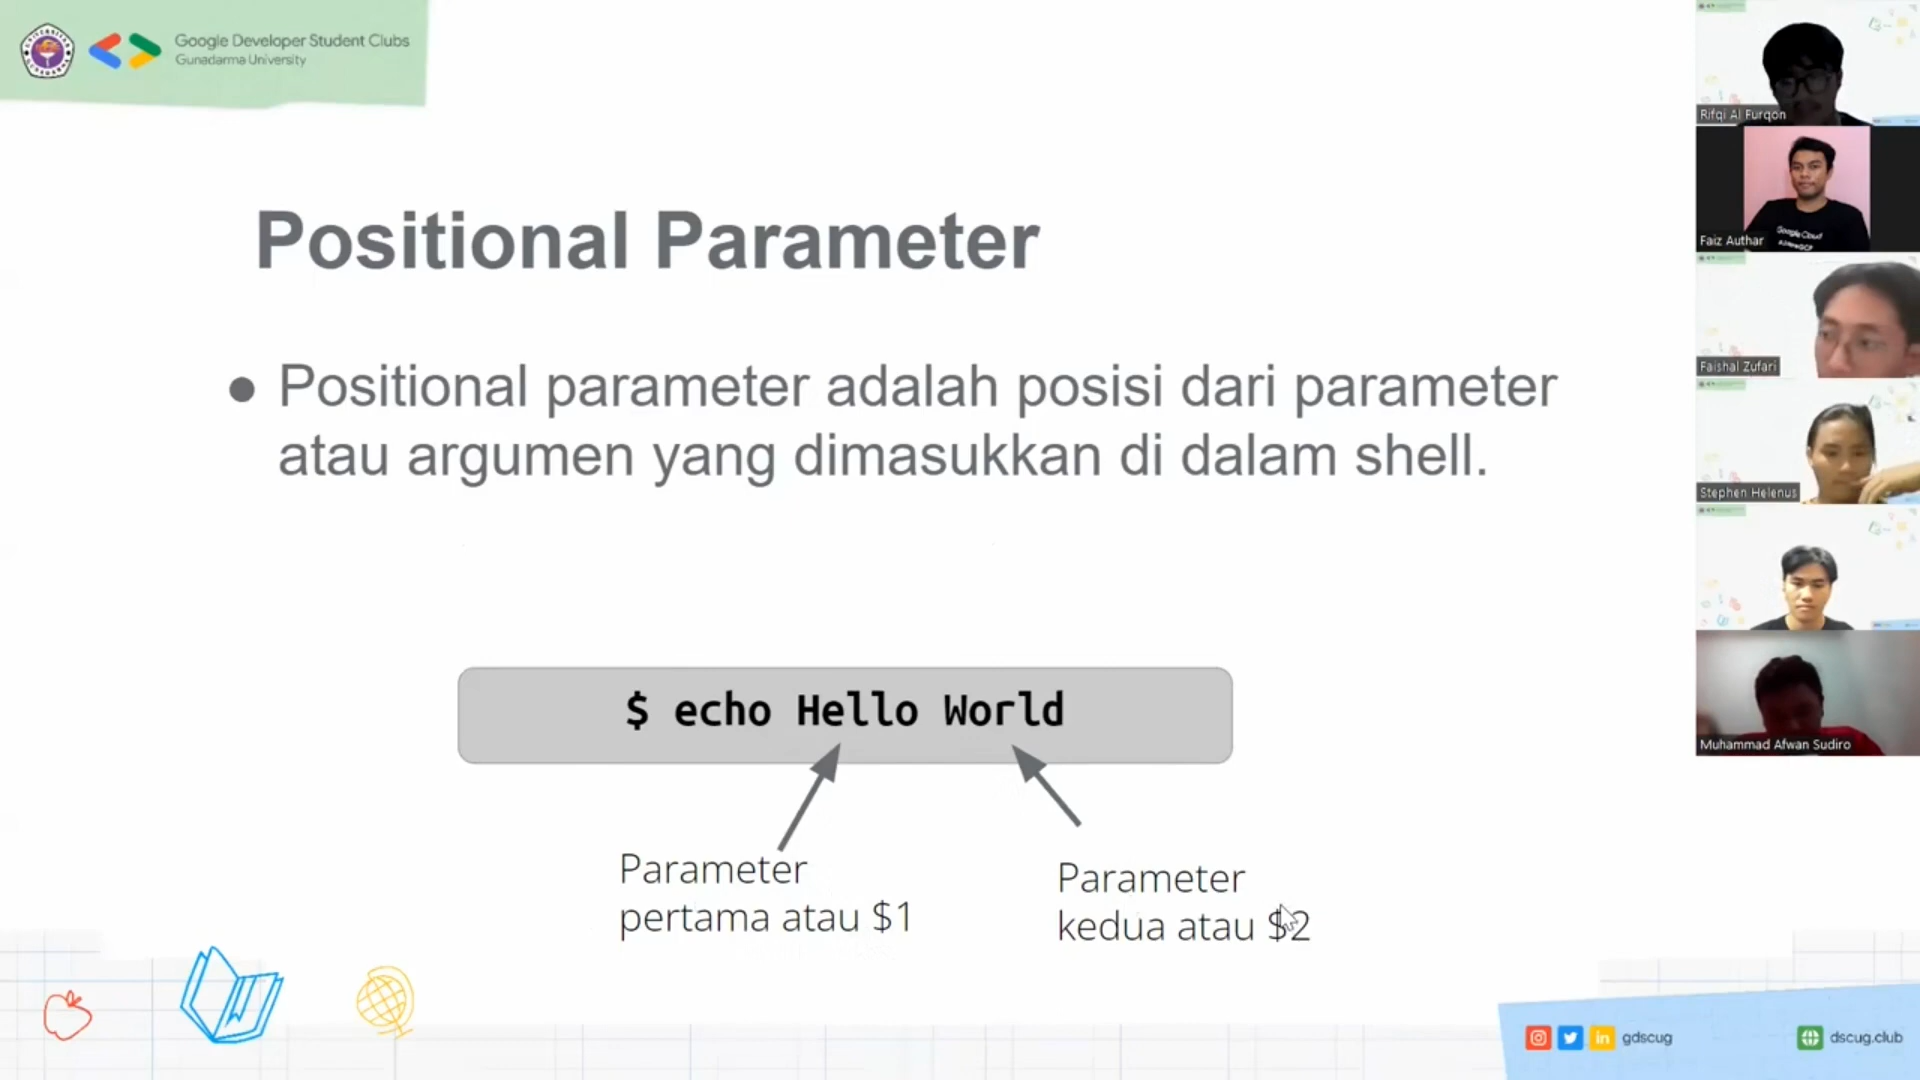 Google Developer Student Clubs
Gunadarma University
Positional Parameter
● Positional parameter adalah posisi dari parameter
atau argumen yang dimasukkan di dalam shell.
$ echo Hello World
Parameter
pertama atau $1
Parameter
kedua atau $2
Rifqi Al Furqon
Faiz Authar
Google Cloud
Faishal Zufari
Stephen Helenus
Muhammad Afwan Sudiro
gdscug
dscug.club